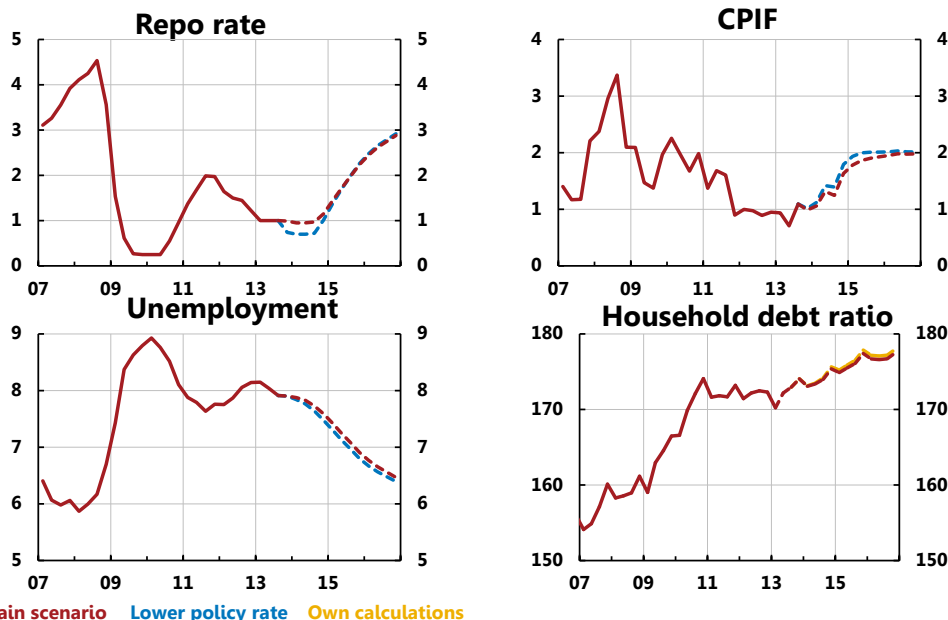 Repo rate
5 5
4 4
3 3
2 2
1 1
0 0
07 09 11 13 15
CPIF
4 4
3 3
2 2
1 1
0 0
07 09 11 13 15
Unemployment
9 9
8 8
7 7
6 6
5 5
07 09 11 13 15
Household debt ratio
180 180
170 170
160 160
150 150
07 09 11 13 15
ain scenario Lower policy rate Own calculations